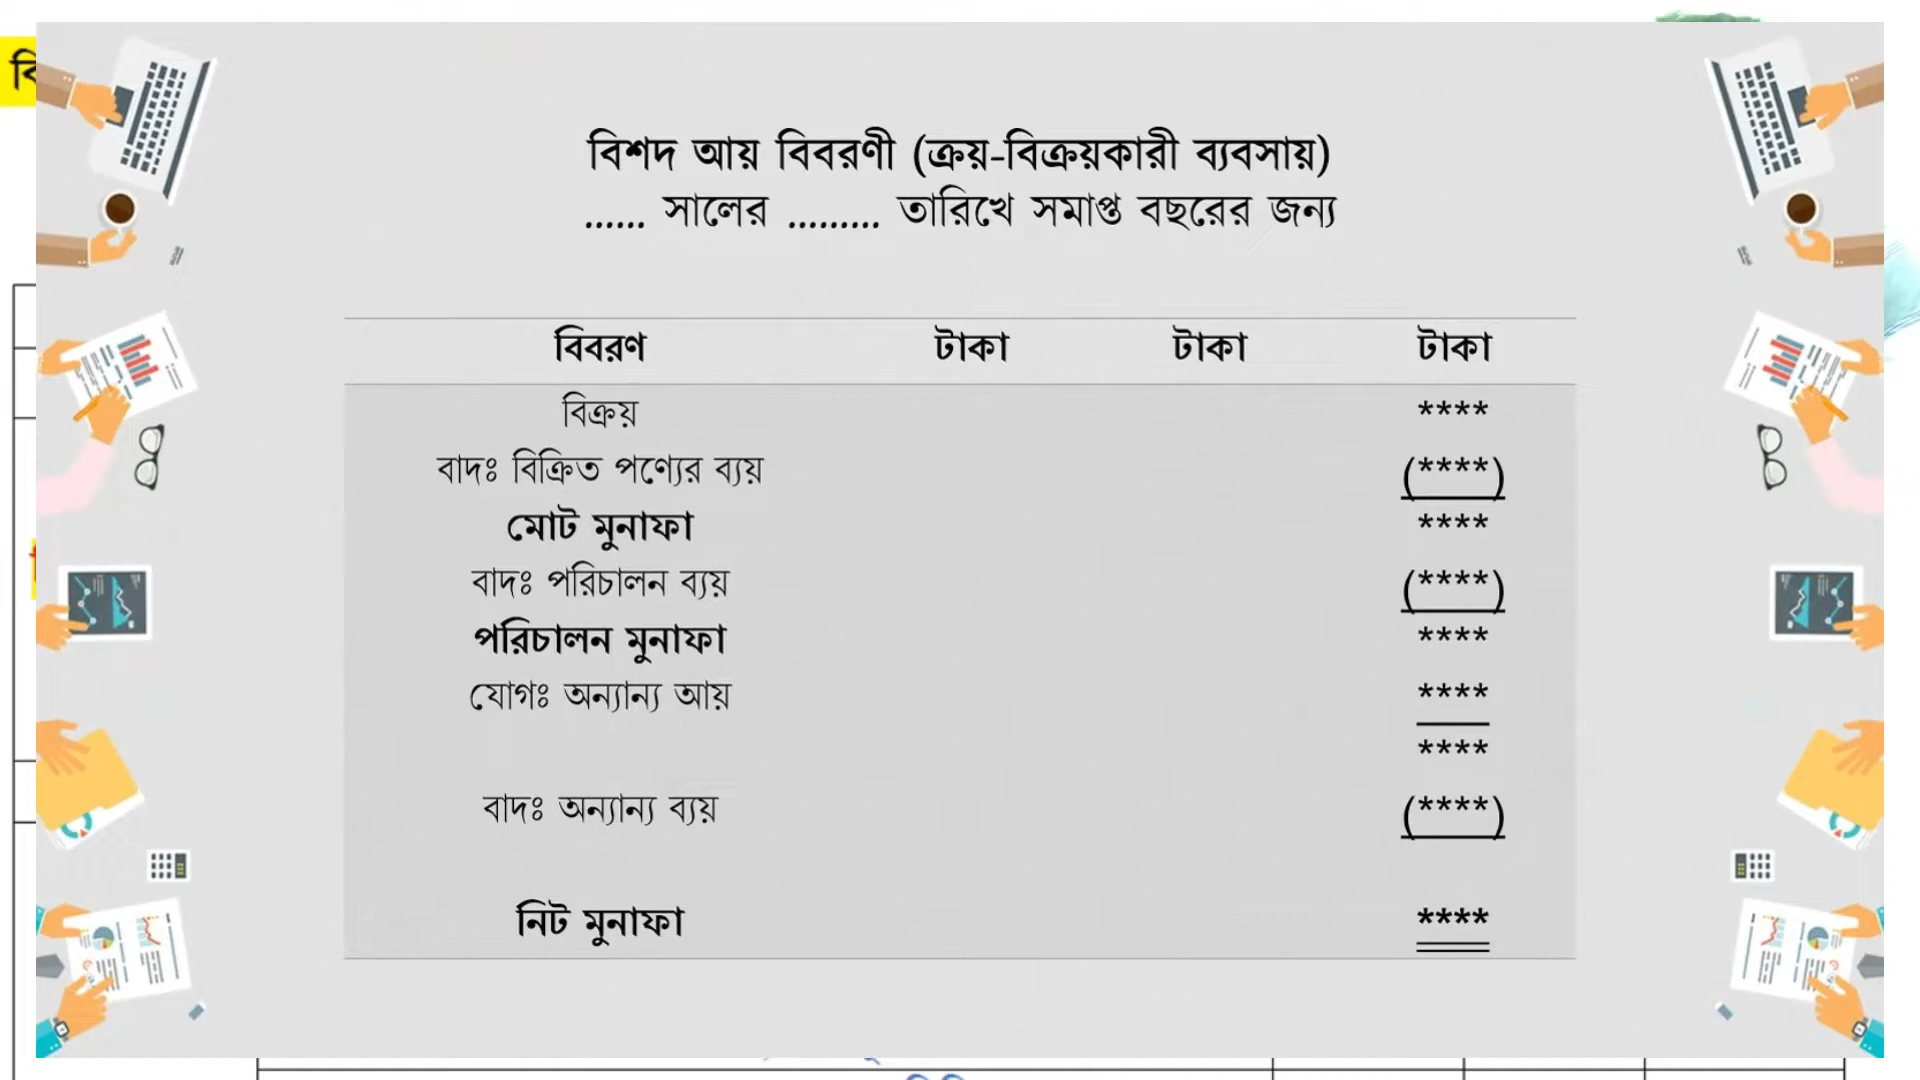 বিশদ আয় বিবরণী (ক্রয়-বিক্রয়কারী ব্যবসায়)
...... সালের ......... তারিখে সমাপ্ত বছরের জন্য
বিবরণ টাকা টাকা টাকা
বিক্রয় ****
বাদঃ বিক্রিত পণ্যের ব্যয় (****)
মোট মুনাফা ****
বাদঃ পরিচালন ব্যয় (****)
পরিচালন মুনাফা ****
যোগঃ অন্যান্য আয় ****
****
বাদঃ অন্যান্য ব্যয় (****)
নিট মুনাফা ****